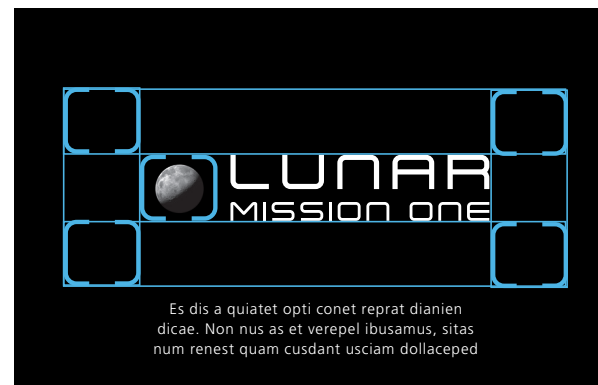 LUNAR
MISSION ONE
Es dis a quiatet opti conet reprat dianien
dicae. Non nus as et verepel ibusamus, sitas
num renest quam cusdant usciam dollaceped